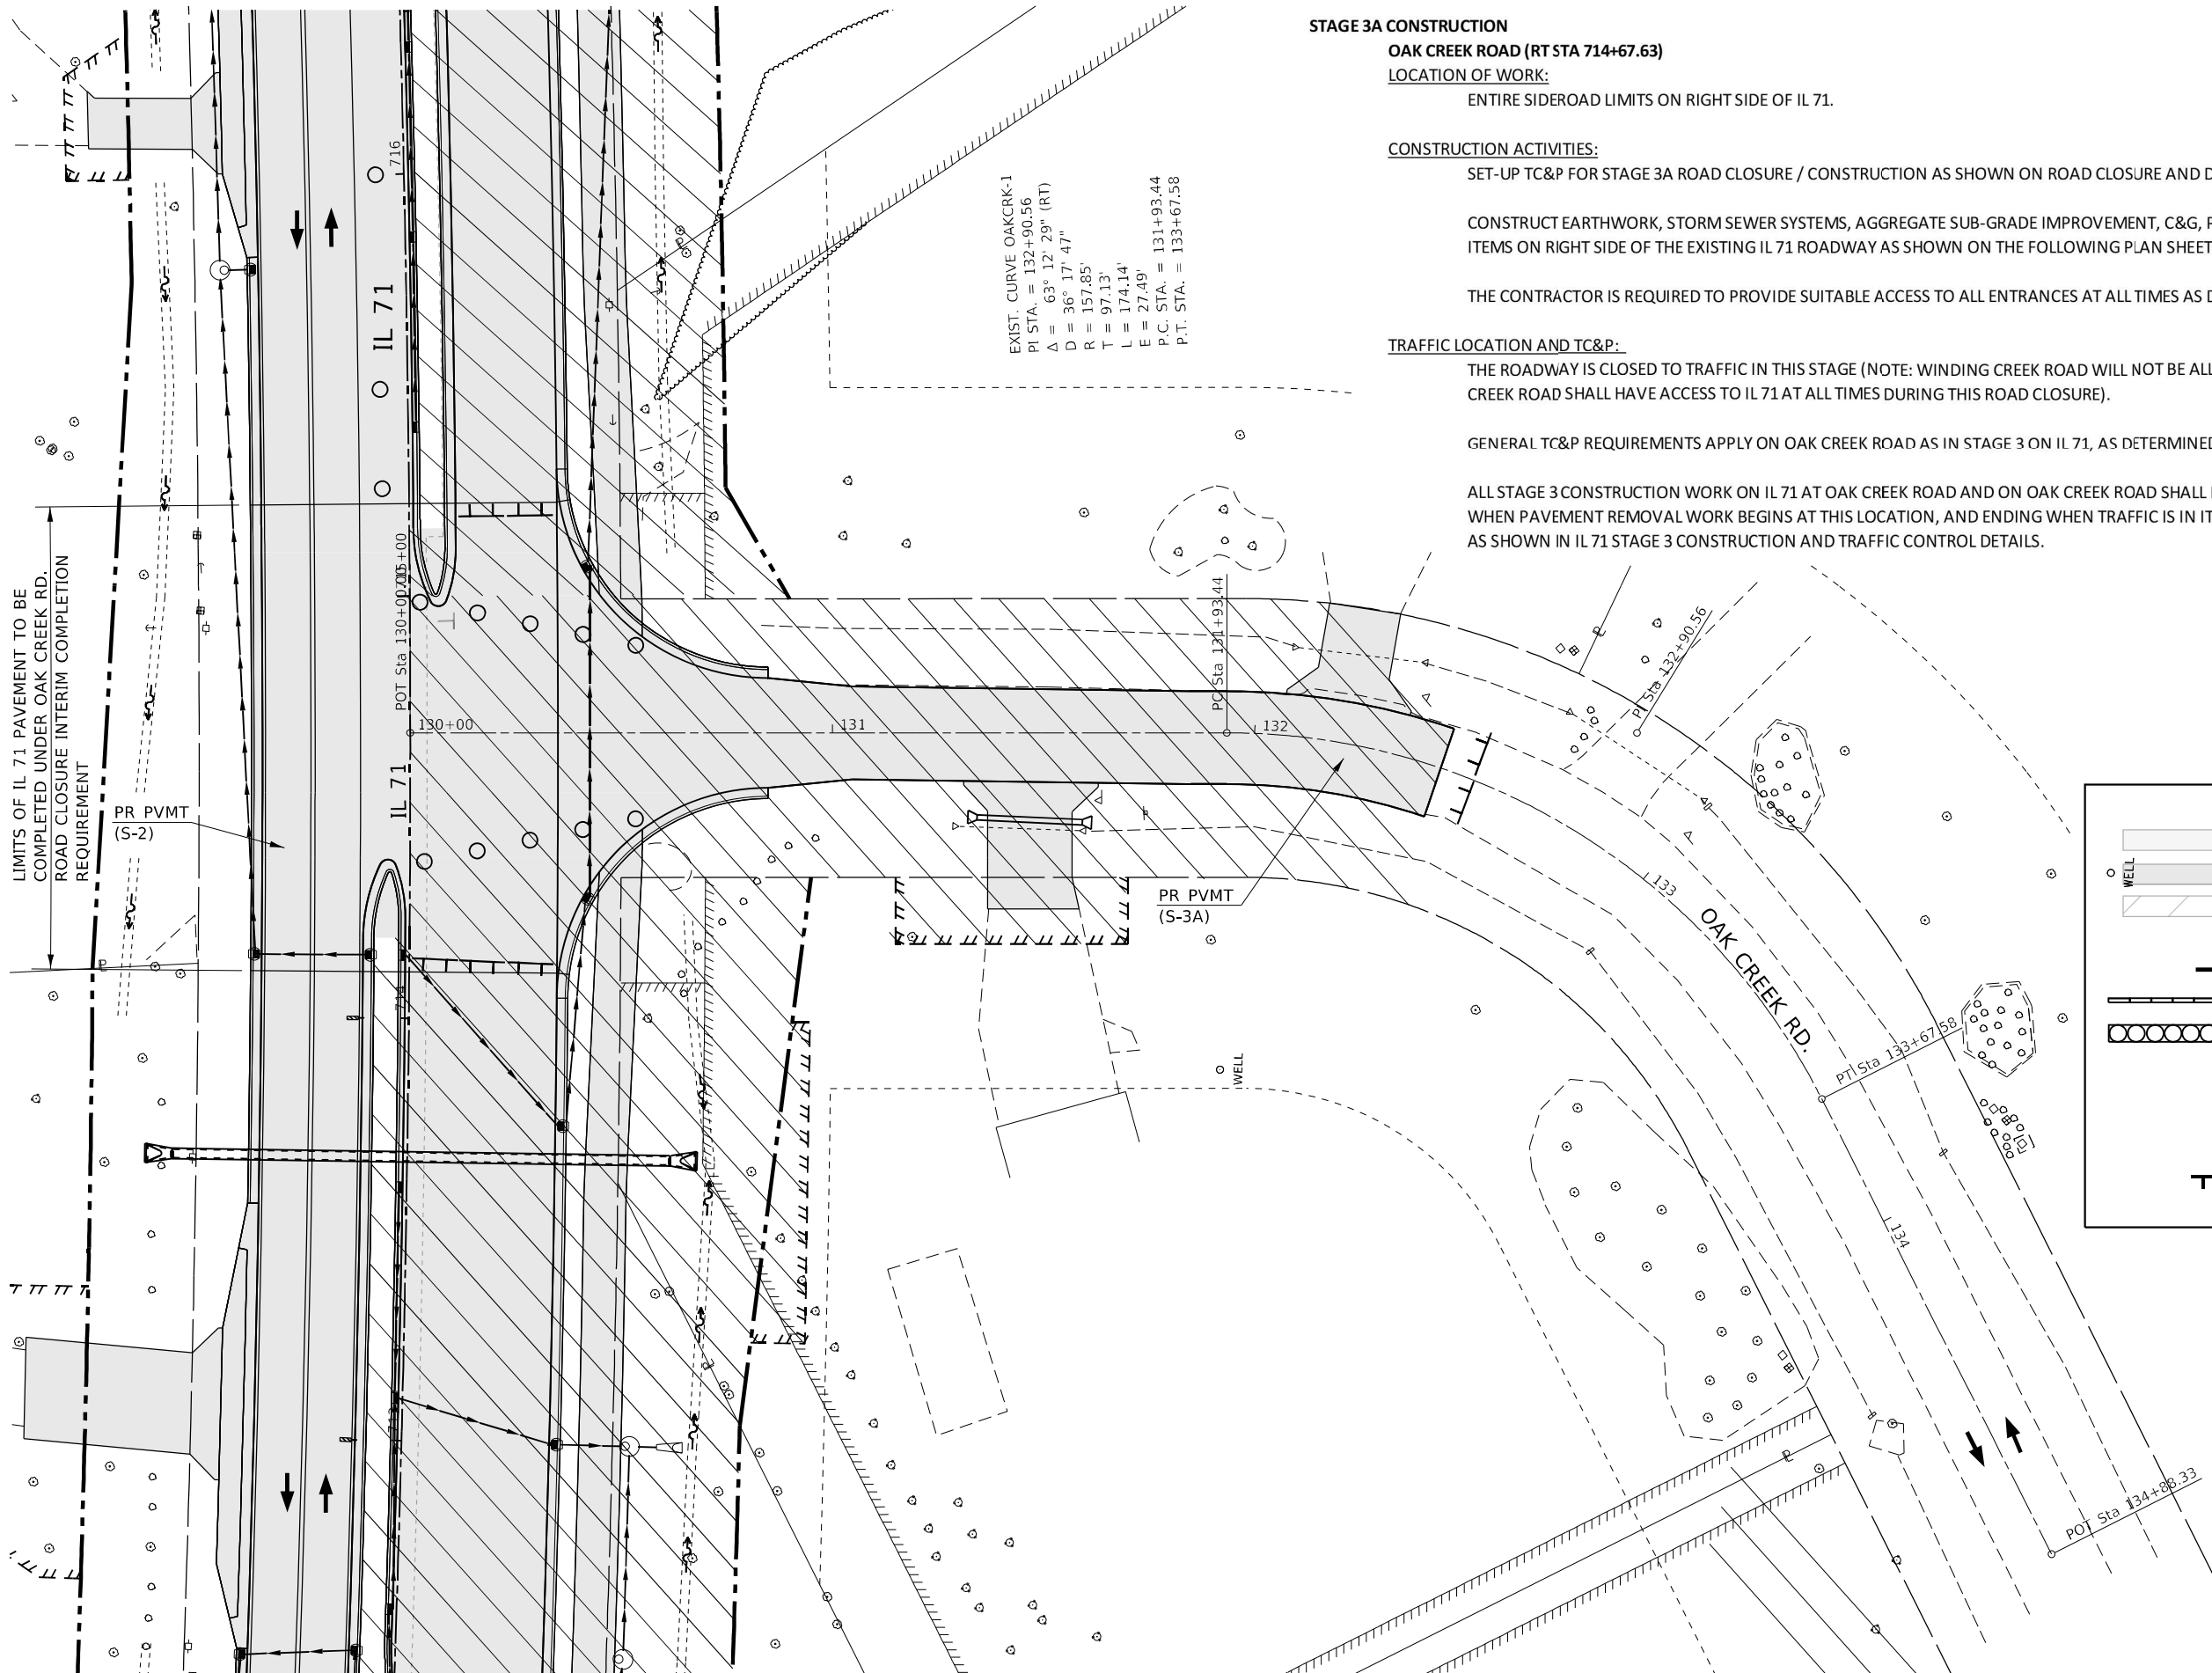 STAGE 3A CONSTRUCTION
OAK CREEK ROAD (RT STA 714+67.63)
LOCATION OF WORK:
ENTIRE SIDEROAD LIMITS ON RIGHT SIDE OF IL 71.
CONSTRUCTION ACTIVITIES:
SET-UP TC&P FOR STAGE 3A ROAD CLOSURE / CONSTRUCTION AS SHOWN ON ROAD CLOSURE AND D
CONSTRUCT EARTHWORK, STORM SEWER SYSTEMS, AGGREGATE SUB-GRADE IMPROVEMENT, C&G, P
ITEMS ON RIGHT SIDE OF THE EXISTING IL 71 ROADWAY AS SHOWN ON THE FOLLOWING PLAN SHEET
THE CONTRACTOR IS REQUIRED TO PROVIDE SUITABLE ACCESS TO ALL ENTRANCES AT ALL TIMES AS D
TRAFFIC LOCATION AND TC&P:
THE ROADWAY IS CLOSED TO TRAFFIC IN THIS STAGE (NOTE: WINDING CREEK ROAD WILL NOT BE ALL
CREEK ROAD SHALL HAVE ACCESS TO IL 71 AT ALL TIMES DURING THIS ROAD CLOSURE).
GENERAL TC&P REQUIREMENTS APPLY ON OAK CREEK ROAD AS IN STAGE 3 ON IL 71, AS DETERMINED
ALL STAGE 3 CONSTRUCTION WORK ON IL 71 AT OAK CREEK ROAD AND ON OAK CREEK ROAD SHALL
WHEN PAVEMENT REMOVAL WORK BEGINS AT THIS LOCATION, AND ENDING WHEN TRAFFIC IS IN IT
AS SHOWN IN IL 71 STAGE 3 CONSTRUCTION AND TRAFFIC CONTROL DETAILS.
EXIST. CURVE OAKCRK-1
PI STA. = 132+90.56
Δ = 63° 12' 29" (RT)
D = 36° 17' 47"
R = 157.85'
T = 97.13'
L = 174.14'
E = 27.49'
P.C. STA. = 131+93.44
P.T. STA. = 133+67.58
716
IL 71
LIMITS OF IL 71 PAVEMENT TO BE
COMPLETED UNDER OAK CREEK RD.
ROAD CLOSURE INTERIM COMPLETION
REQUIREMENT
PR PVMT
(S-2)
POT Sta 130+00.00
715+00
IL 71
130+00
131
PC Sta 131+93.44
132
PI Sta 132+90.56
PR PVMT
(S-3A)
133
OAK CREEK RD.
PT Sta 133+67.58
134
POT Sta 134+88.33
WELL
WELL
714